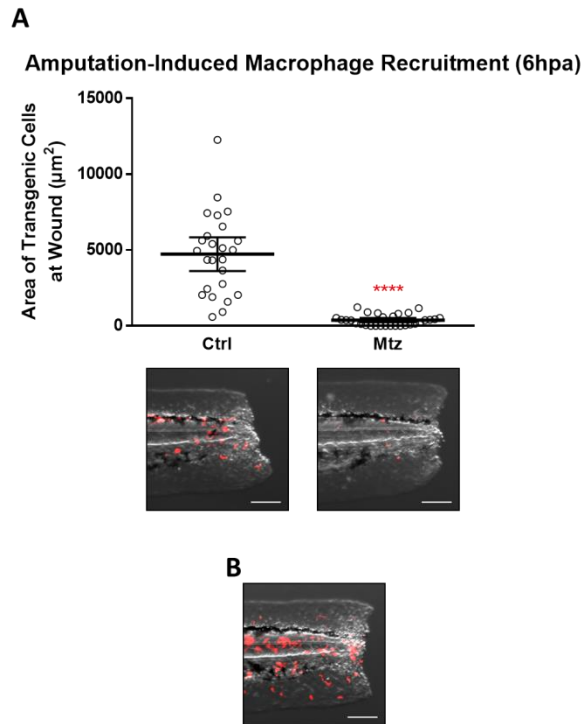 A
Amputation-Induced Macrophage Recruitment (6hpa)
Area of Transgenic Cells
at Wound (µm²)
15000
10000
5000
0
****
Ctrl
Mtz
B